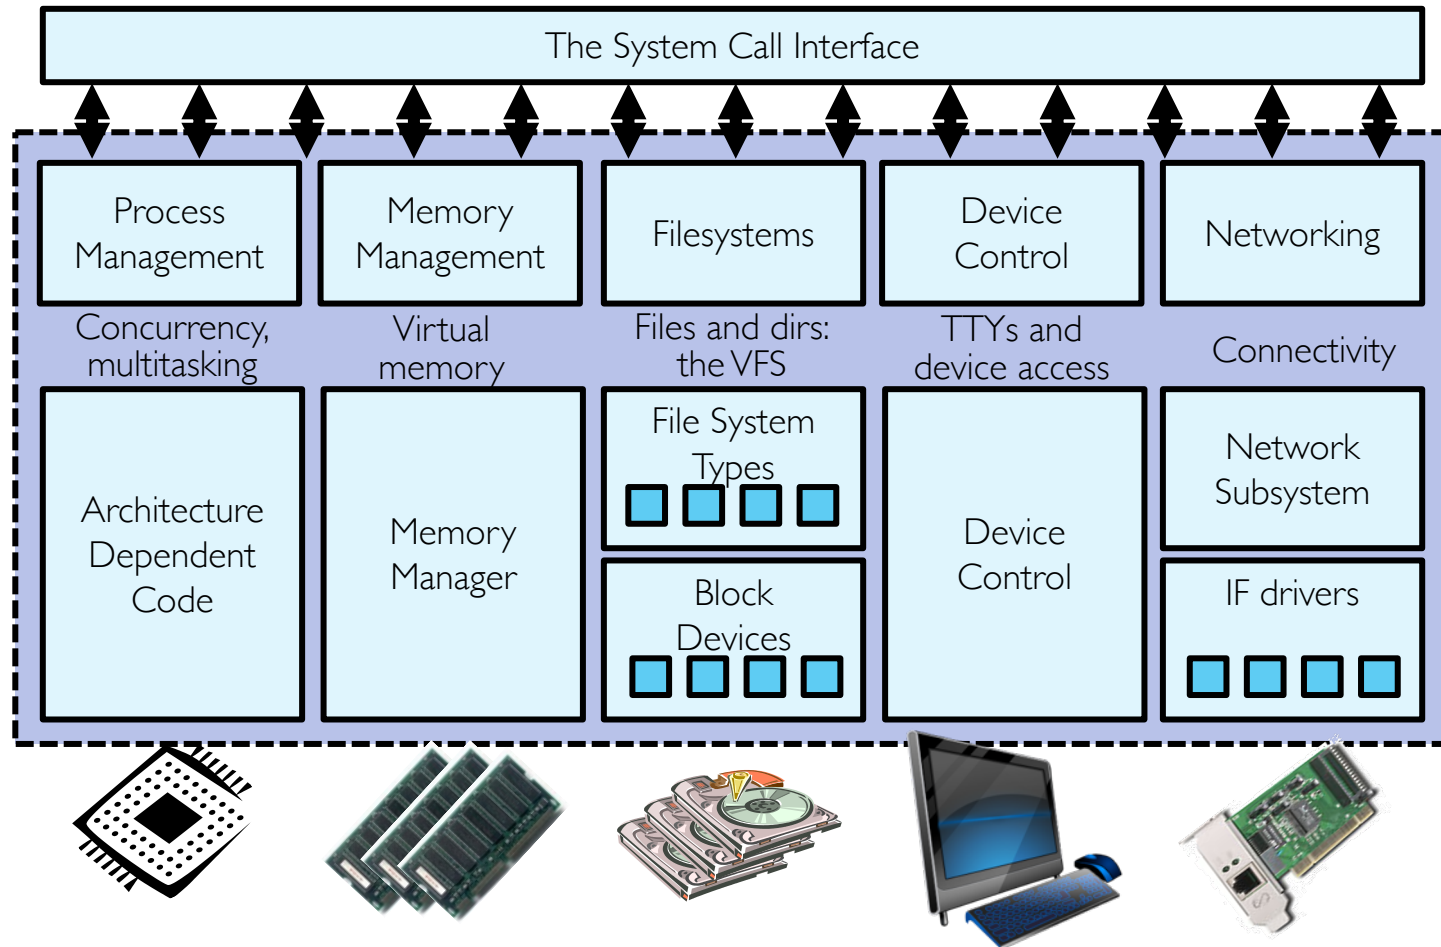 The System Call Interface
Process
Management
Memory
Management
Filesystems
Device
Control
Networking
Concurrency,
multitasking
Virtual
memory
Files and dirs:
the VFS
TTYs and
device access
Connectivity
Architecture
Dependent
Code
Memory
Manager
File System
Types
Block
Devices
Device
Control
Network
Subsystem
IF drivers